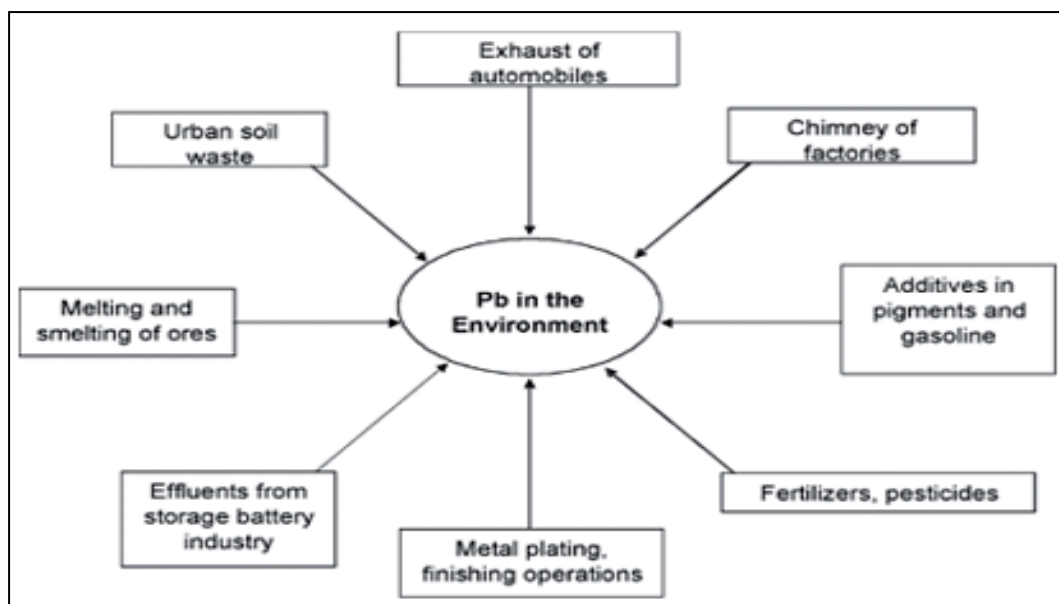 Exhaust of
automobiles
Urban soil
waste
Chimney of
factories
Pb in the
Environment
Melting and
smelting of ores
Additives in
pigments and
gasoline
Effluents from
storage battery
industry
Metal plating,
finishing operations
Fertilizers, pesticides